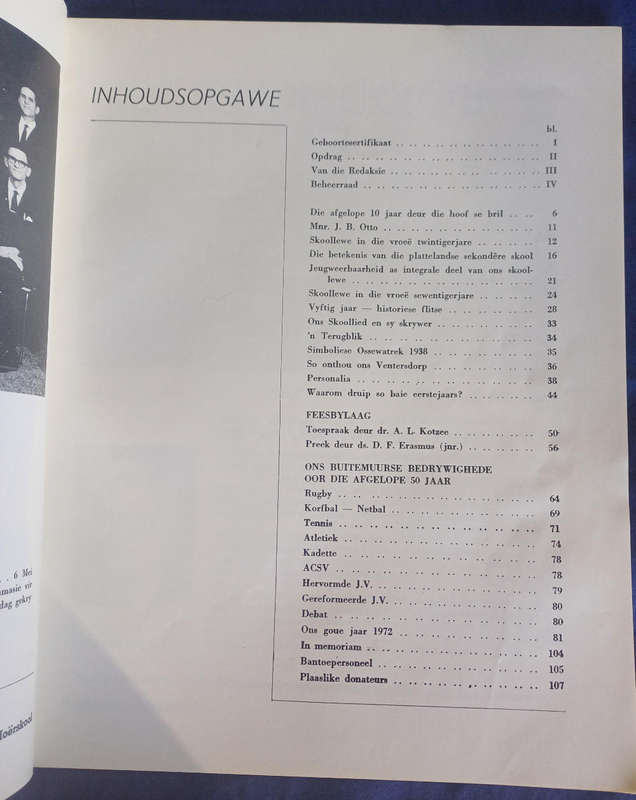 INHOUDSOPGAWE
bl.
Geboortesertifikaat . . . . . . . . . . . . . . . . I
Opdrag . . . . . . . . . . . . . . . . . . . . . II
Van die Redaksie . . . . . . . . . . . . . . . . III
Beheerraad . . . . . . . . . . . . . . . . . . . IV
Die afgelope 10 jaar deur die hoof se bril . . . . 6
Mnr. J. B. Otto . . . . . . . . . . . . . . . . . 11
Skoollewe in die vroeë twintigerjare . . . . . . . 12
Die betekenis van die plattelandse sekondêre skool 16
Jeugweerbaarheid as integrale deel van ons skool-
lewe . . . . . . . . . . . . . . . . . . . . . 21
Skoollewe in die vroeë sewentigerjare . . . . . . . 24
Vyftig jaar — historiese flitse . . . . . . . . . . 28
Ons Skoollied en sy skrywer . . . . . . . . . . . 33
'n Terugblik . . . . . . . . . . . . . . . . . . 34
Simboliese Ossewatrek 1938 . . . . . . . . . . . 35
So onthou ons Ventersdorp . . . . . . . . . . . . 36
Personalia . . . . . . . . . . . . . . . . . . . 38
Waarom druip so baie eerstejaars? . . . . . . . . 44
FEESBYLAAG
Toespraak deur dr. A. L. Kotzee . . . . . . . . . 50
Preek deur ds. D. F. Erasmus (jnr.) . . . . . . . . 56
ONS BUITEMUURSE BEDRYWIGHEDE
OOR DIE AFGELOPE 50 JAAR
Rugby . . . . . . . . . . . . . . . . . . . . . 64
Korfbal — Netbal . . . . . . . . . . . . . . . . 69
Tennis . . . . . . . . . . . . . . . . . . . . . 71
Atletiek . . . . . . . . . . . . . . . . . . . . 74
Kadette . . . . . . . . . . . . . . . . . . . . 78
ACSV . . . . . . . . . . . . . . . . . . . . . 78
Hervormde J.V. . . . . . . . . . . . . . . . . . 79
Gereformeerde J.V. . . . . . . . . . . . . . . . 80
Debat . . . . . . . . . . . . . . . . . . . . . 80
Ons goue jaar 1972 . . . . . . . . . . . . . . . 81
In memoriam . . . . . . . . . . . . . . . . . . 104
Bantoepersoneel . . . . . . . . . . . . . . . . . 105
Plaaslike donateurs . . . . . . . . . . . . . . . 107
. . 6 Mei
vir
dag gekry